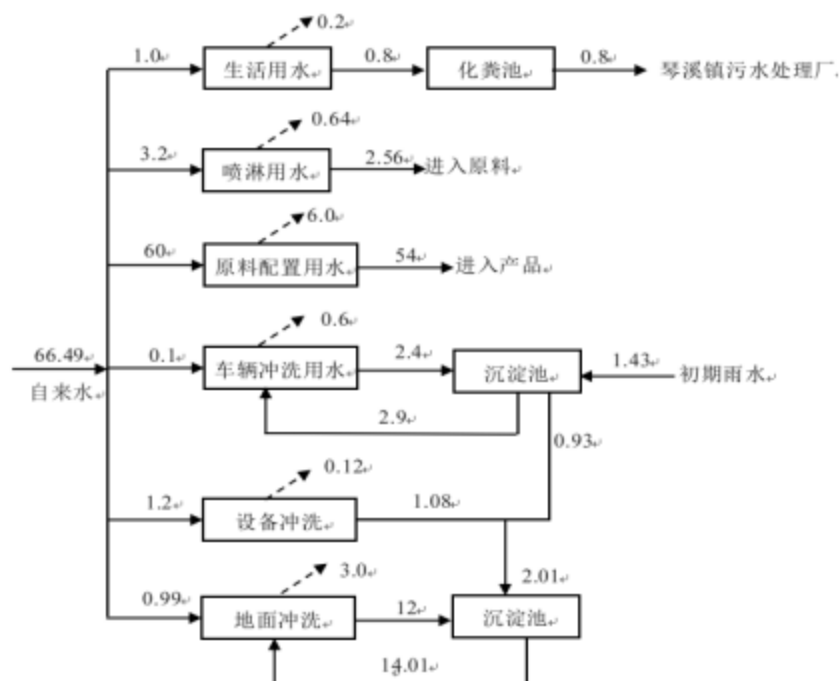 0.2
1.0
生活用水
0.8
化粪池
0.8
琴溪镇污水处理厂
0.64
3.2
喷淋用水
2.56
进入原料
6.0
60
原料配置用水
54
进入产品
66.49
自来水
0.6
0.1
车辆冲洗用水
2.4
沉淀池
1.43
初期雨水
2.9
0.93
0.12
1.2
设备冲洗
1.08
3.0
2.01
0.99
地面冲洗
12
沉淀池
14.01